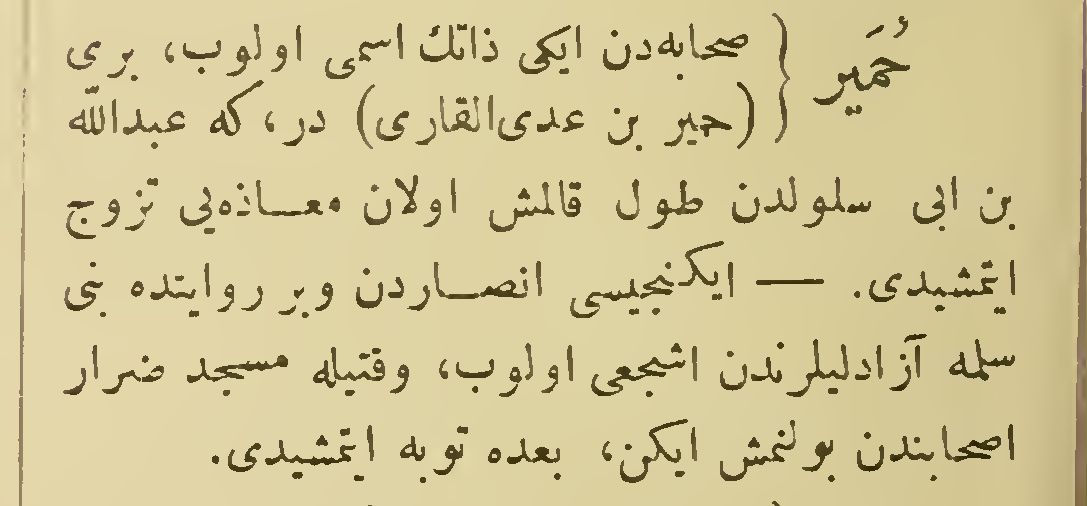 حُمَیر { صحابه‌دن ایکی ذاتك اسمی اولوب، بری
(حمیر بن عدی‌القاری) در، که عبدالله
بن ابی سلولدن طول قالمش اولان معاذه‌یی تزوج
ایتمشیدی. — ایکنجیسی انصاردن وبر روایتده بنی
سلمه آزادلیلرندن اشجعی اولوب، وقتیله مسجد ضرار
اصحابندن بولنمش ایکن، بعده توبه ایتمشیدی.